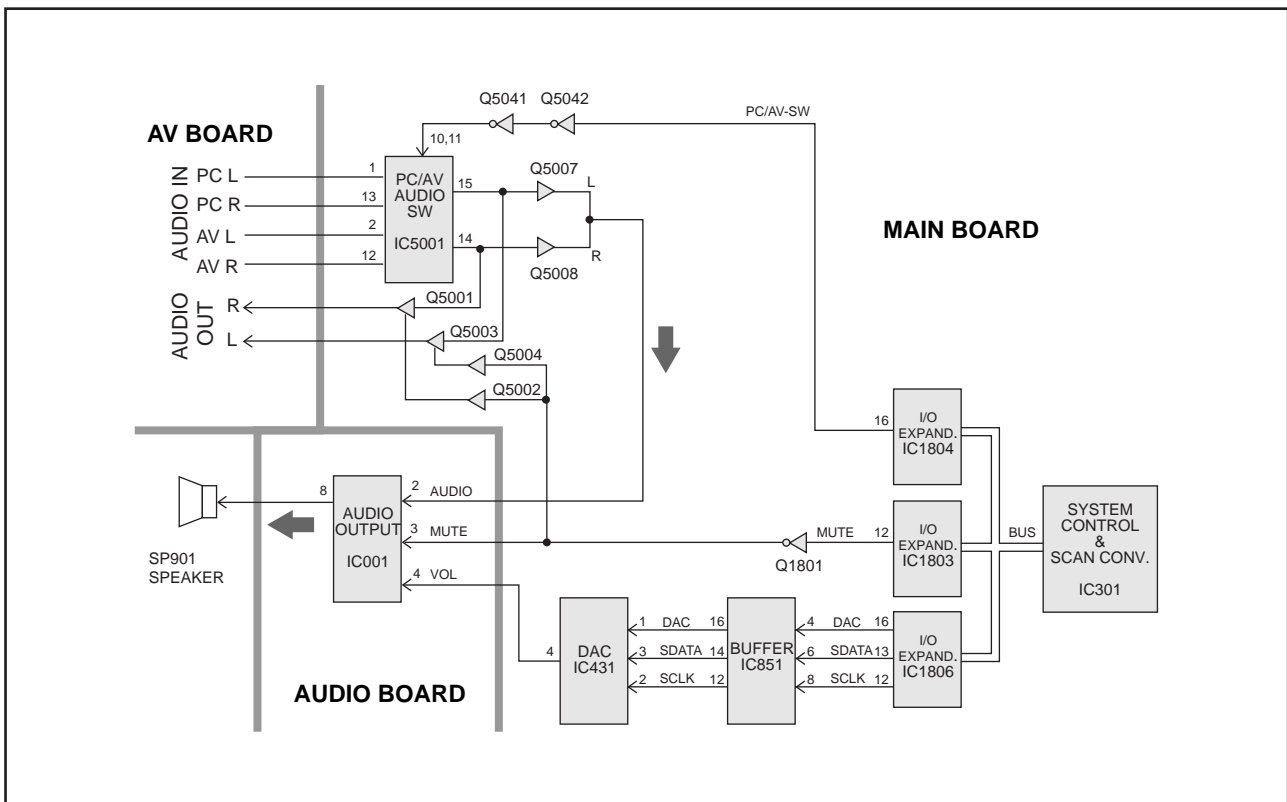 AV BOARD
AUDIO IN
PC L
PC R
AV L
AV R
AUDIO OUT
R
L
1
13
2
12
10,11
PC/AV
AUDIO
SW
IC5001
15
14
Q5041
Q5042
PC/AV-SW
Q5007
L
R
Q5008
Q5001
Q5003
Q5004
Q5002
MAIN BOARD
16
I/O
EXPAND.
IC1804
SP901
SPEAKER
8
AUDIO
OUTPUT
IC001
2
AUDIO
3
MUTE
4
VOL
AUDIO BOARD
Q1801
MUTE
12
I/O
EXPAND.
IC1803
BUS
SYSTEM
CONTROL
&
SCAN CONV.
IC301
4
DAC
IC431
1
DAC
16
3
SDATA
14
2
SCLK
12
BUFFER
IC851
4
DAC
16
6
SDATA
13
8
SCLK
12
I/O
EXPAND.
IC1806